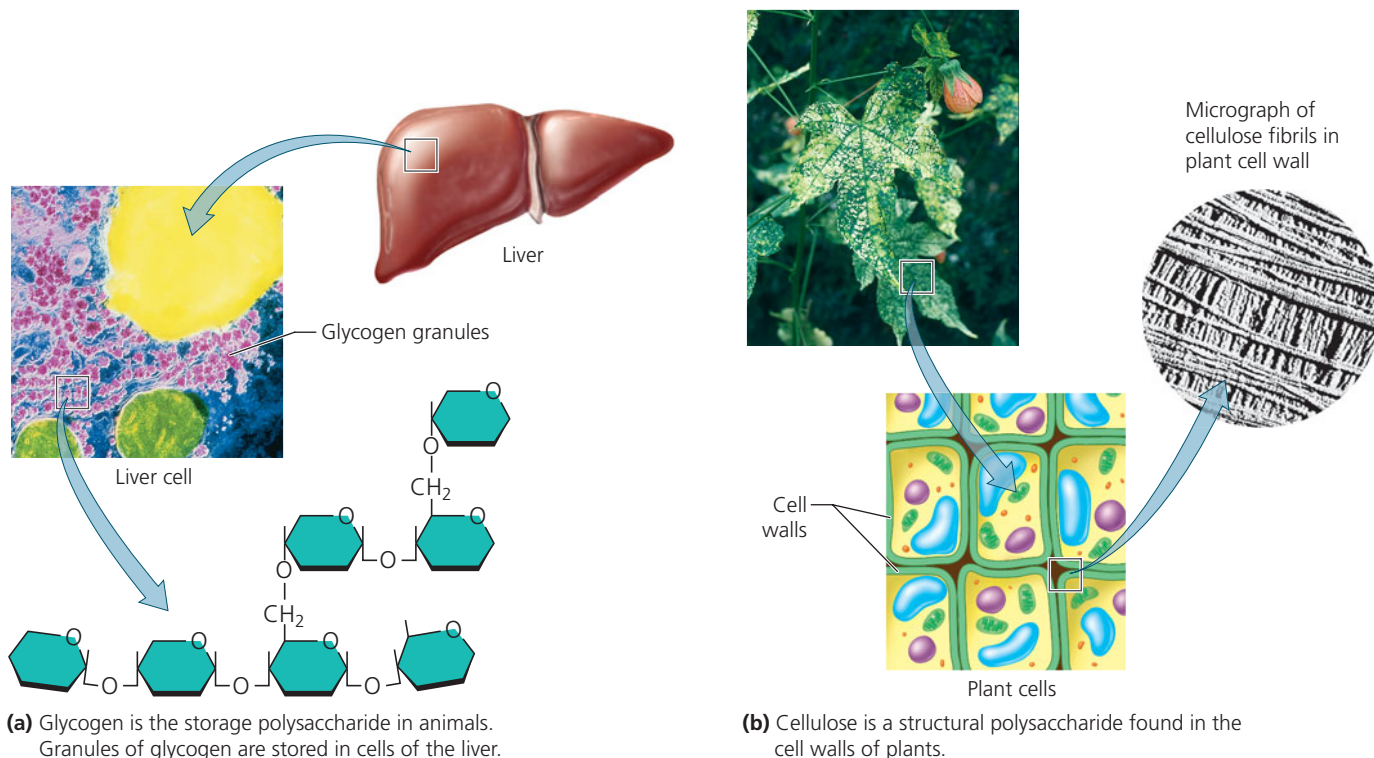 Liver
Glycogen granules
Liver cell
O
O
CH₂
O
O
O
O
CH₂
O
O
O
O
O
O
O
(a) Glycogen is the storage polysaccharide in animals.
Granules of glycogen are stored in cells of the liver.
Micrograph of
cellulose fibrils in
plant cell wall
Cell
walls
Plant cells
(b) Cellulose is a structural polysaccharide found in the
cell walls of plants.